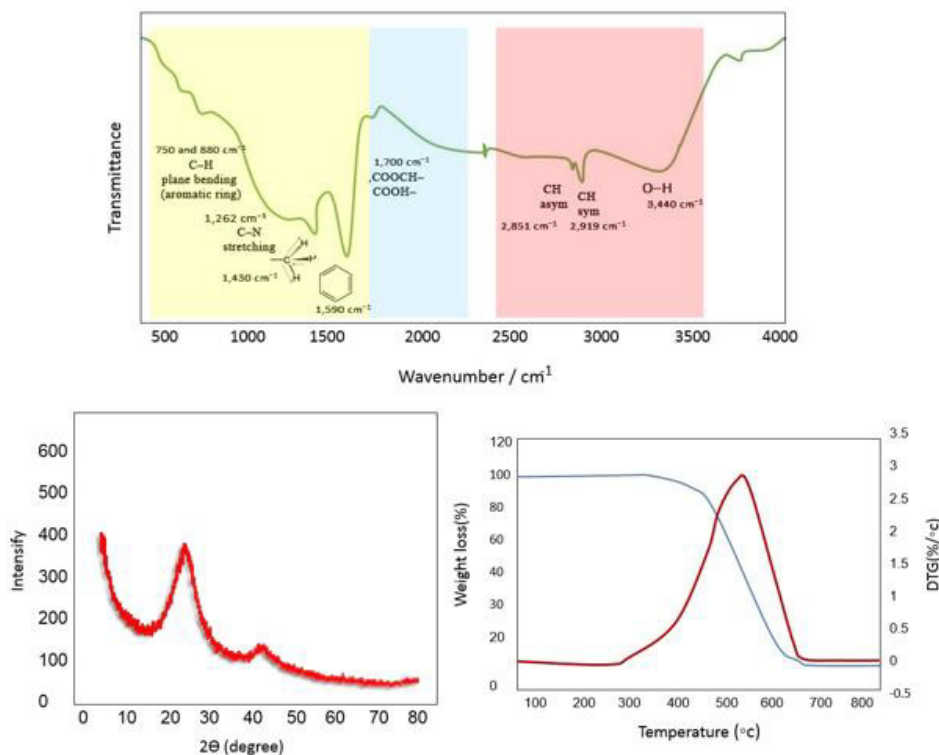 Transmittance
750 and 880 cm⁻¹
C–H
plane bending
(aromatic ring)
1,262 cm⁻¹
C–N
stretching
C
H
H
H
1,430 cm⁻¹
1,590 cm⁻¹
1,700 cm⁻¹
,COOCH–
COOH–
CH
asym
2,851 cm⁻¹
CH
sym
2,919 cm⁻¹
O–H
3,440 cm⁻¹
500 1000 1500 2000 2500 3000 3500 4000
Wavenumber / cm⁻¹
Intensify
600
500
400
300
200
100
0
0 10 20 30 40 50 60 70 80
2Θ (degree)
Weight loss(%)
120
100
80
60
40
30
20
0
3.5
3
2.5
2
1.5
1
0.5
0
-0.5
DTG(%/◦c)
100 200 300 400 500 600 700 800
Temperature (◦c)